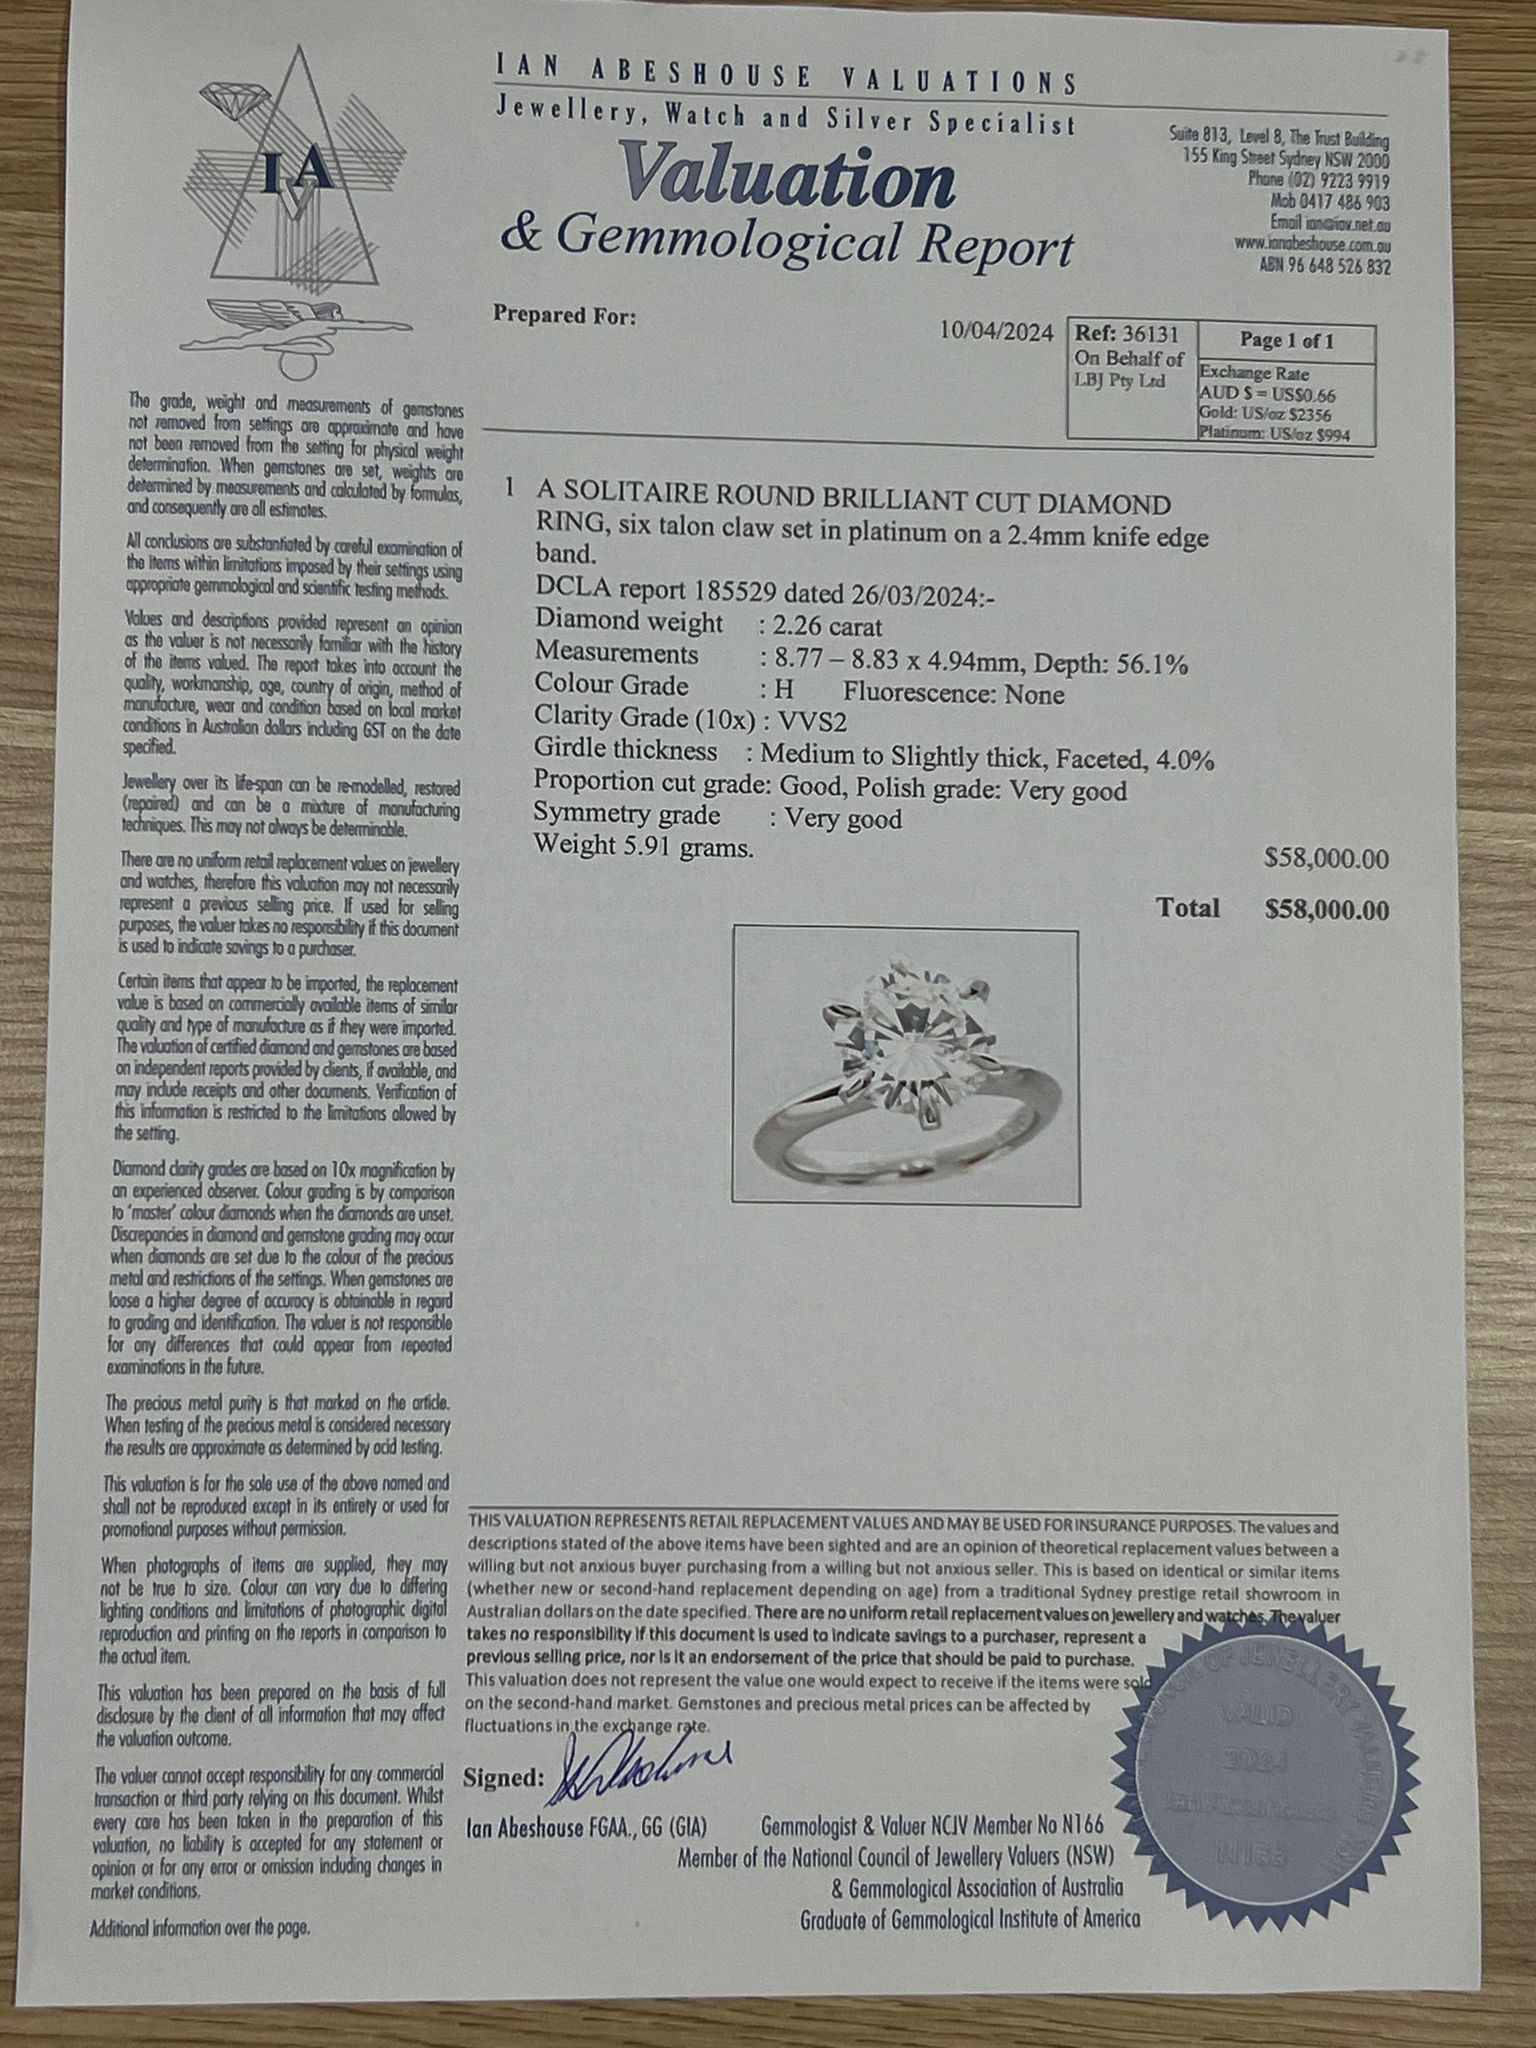 IAN ABESHOUSE VALUATIONS
Jewellery, Watch and Silver Specialist
Valuation
& Gemmological Report
Suite 813, Level 8, The Trust Building
155 King Street Sydney NSW 2000
Phone (02) 9223 9919
Mob 0417 486 903
Email ian@iav.net.au
www.ianabeshouse.com.au
ABN 96 648 526 832
IVA
Prepared For:
10/04/2024
Ref: 36131
On Behalf of
LBJ Pty Ltd
Page 1 of 1
Exchange Rate
AUD $ = US$0.66
Gold: US/oz $2356
Platinum: US/oz $994
The grade, weight and measurements of gemstones
not removed from settings are approximate and have
not been removed from the setting for physical weight
determination. When gemstones are set, weights are
determined by measurements and calculated by formulas,
and consequently are all estimates.
All conclusions are substantiated by careful examination of
the items within limitations imposed by their settings using
appropriate gemmological and scientific testing methods.
Values and descriptions provided represent an opinion
as the valuer is not necessarily familiar with the history
of the items valued. The report takes into account the
quality, workmanship, age, country of origin, method of
manufacture, wear and condition based on local market
conditions in Australian dollars including GST on the date
specified.
Jewellery over its life-span can be re-modelled, restored
(repaired) and can be a mixture of manufacturing
techniques. This may not always be determinable.
There are no uniform retail replacement values on jewellery
and watches, therefore this valuation may not necessarily
represent a previous selling price. If used for selling
purposes, the valuer takes no responsibility if this document
is used to indicate savings to a purchaser.
Certain items that appear to be imported, the replacement
value is based on commercially available items of similar
quality and type of manufacture as if they were imported.
The valuation of certified diamond and gemstones are based
on independent reports provided by clients, if available, and
may include receipts and other documents. Verification of
this information is restricted to the limitations allowed by
the setting.
Diamond clarity grades are based on 10x magnification by
an experienced observer. Colour grading is by comparison
to 'master' colour diamonds when the diamonds are unset.
Discrepancies in diamond and gemstone grading may occur
when diamonds are set due to the colour of the precious
metal and restrictions of the settings. When gemstones are
loose a higher degree of accuracy is obtainable in regard
to grading and identification. The valuer is not responsible
for any differences that could appear from repeated
examinations in the future.
The precious metal purity is that marked on the article.
When testing of the precious metal is considered necessary
the results are approximate as determined by acid testing.
This valuation is for the sole use of the above named and
shall not be reproduced except in its entirety or used for
promotional purposes without permission.
When photographs of items are supplied, they may
not be true to size. Colour can vary due to differing
lighting conditions and limitations of photographic digital
reproduction and printing on the reports in comparison to
the actual item.
This valuation has been prepared on the basis of full
disclosure by the client of all information that may affect
the valuation outcome.
The valuer cannot accept responsibility for any commercial
transaction or third party relying on this document. Whilst
every care has been taken in the preparation of this
valuation, no liability is accepted for any statement or
opinion or for any error or omission including changes in
market conditions.
Additional information over the page.
1 A SOLITAIRE ROUND BRILLIANT CUT DIAMOND
RING, six talon claw set in platinum on a 2.4mm knife edge
band.
DCLA report 185529 dated 26/03/2024:-
Diamond weight : 2.26 carat
Measurements : 8.77 – 8.83 x 4.94mm, Depth: 56.1%
Colour Grade : H Fluorescence: None
Clarity Grade (10x) : VVS2
Girdle thickness : Medium to Slightly thick, Faceted, 4.0%
Proportion cut grade: Good, Polish grade: Very good
Symmetry grade : Very good
Weight 5.91 grams.
$58,000.00
Total $58,000.00
THIS VALUATION REPRESENTS RETAIL REPLACEMENT VALUES AND MAY BE USED FOR INSURANCE PURPOSES. The values and
descriptions stated of the above items have been sighted and are an opinion of theoretical replacement values between a
willing but not anxious buyer purchasing from a willing but not anxious seller. This is based on identical or similar items
(whether new or second-hand replacement depending on age) from a traditional Sydney prestige retail showroom in
Australian dollars on the date specified. There are no uniform retail replacement values on jewellery and watches. The valuer
takes no responsibility if this document is used to indicate savings to a purchaser, represent a
previous selling price, nor is it an endorsement of the price that should be paid to purchase.
This valuation does not represent the value one would expect to receive if the items were sold
on the second-hand market. Gemstones and precious metal prices can be affected by
fluctuations in the exchange rate.
Signed:
Ian Abeshouse FGAA., GG (GIA) Gemmologist & Valuer NCJV Member No N166
Member of the National Council of Jewellery Valuers (NSW)
& Gemmological Association of Australia
Graduate of Gemmological Institute of America
COUNCIL OF JEWELLERY VALUERS
VALID
2024
N166